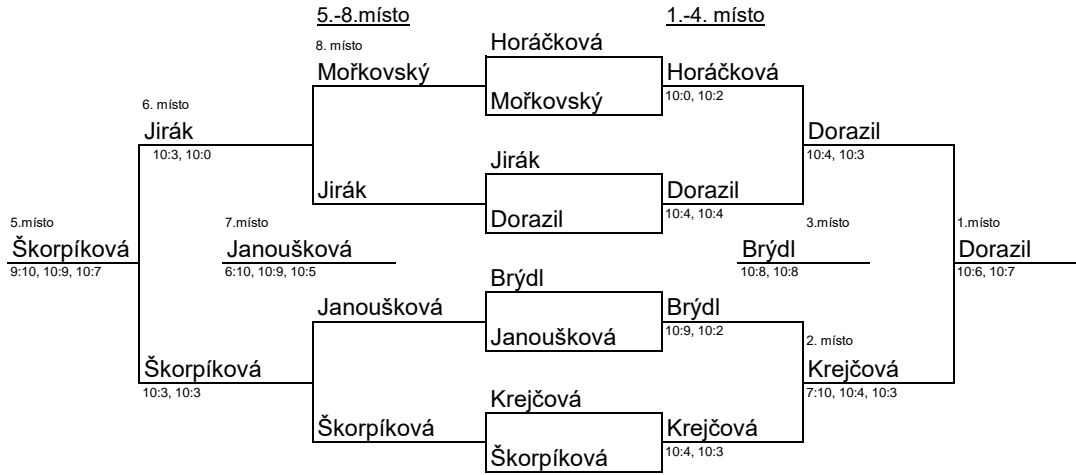 5.-8.místo
1.-4. místo
8. místo
Horáčková
Mořkovský
Horáčková
Mořkovský
10:0, 10:2
6. místo
Jirák
Dorazil
10:3, 10:0
10:4, 10:3
Jirák
Jirák
Dorazil
Dorazil
10:4, 10:4
5.místo
7.místo
3.místo
1.místo
Škorpíková
Janoušková
Brýdl
Dorazil
9:10, 10:9, 10:7
6:10, 10:9, 10:5
10:8, 10:8
10:6, 10:7
Brýdl
Janoušková
Brýdl
Janoušková
10:9, 10:2
2. místo
Škorpíková
Krejčová
10:3, 10:3
7:10, 10:4, 10:3
Krejčová
Škorpíková
Krejčová
Škorpíková
10:4, 10:3